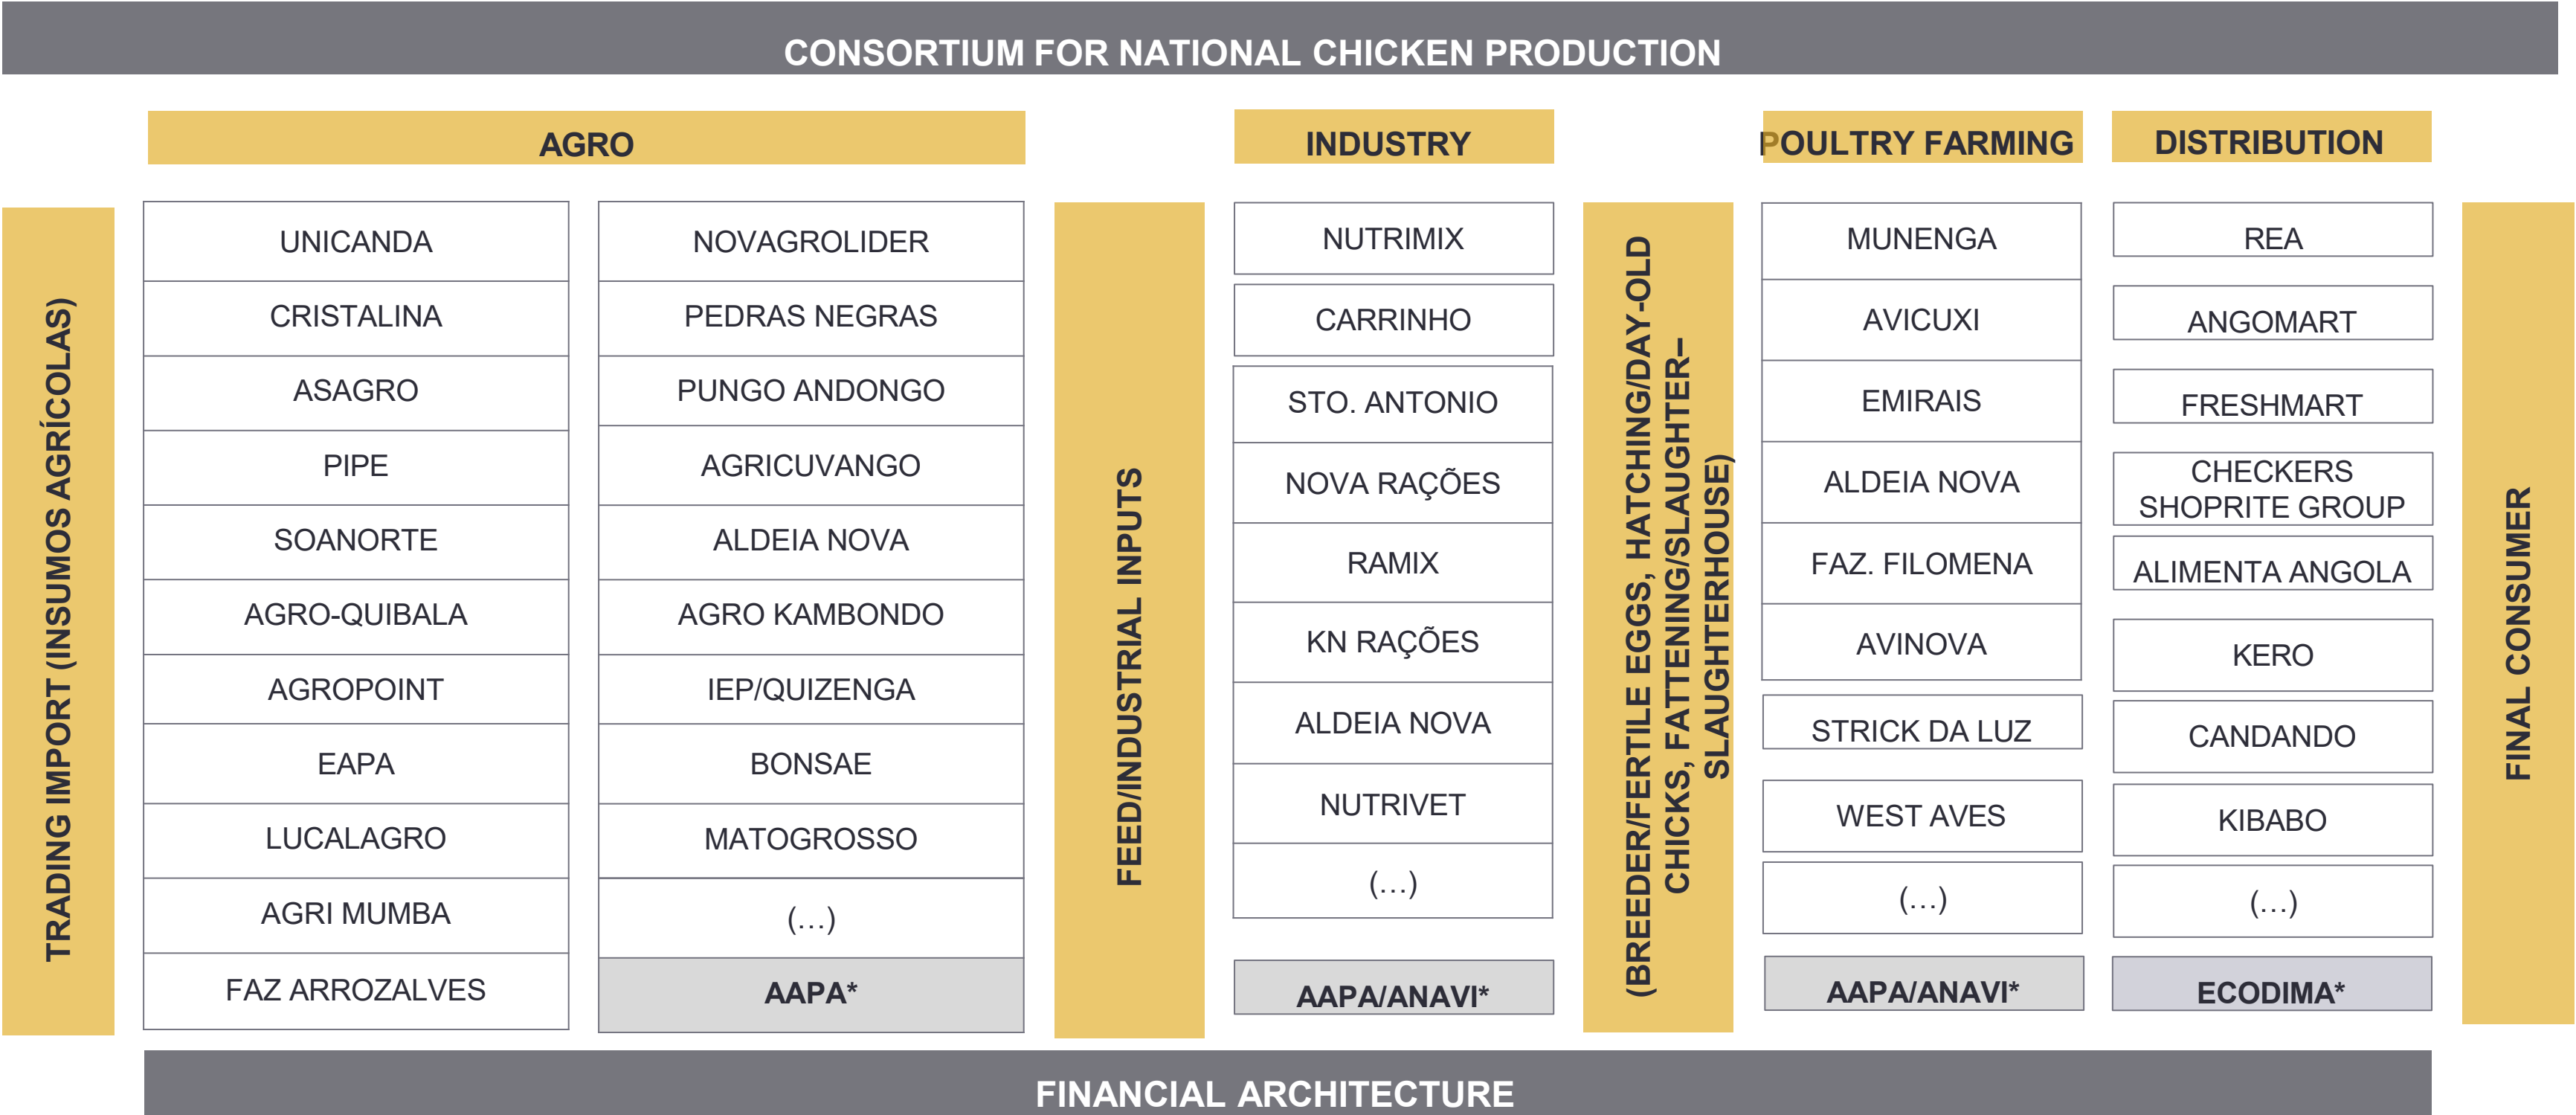 CONSORTIUM FOR NATIONAL CHICKEN PRODUCTION
AGRO
INDUSTRY
POULTRY FARMING
DISTRIBUTION
TRADING IMPORT (INSUMOS AGRÍCOLAS)
UNICANDA
CRISTALINA
ASAGRO
PIPE
SOANORTE
AGRO-QUIBALA
AGROPOINT
EAPA
LUCALAGRO
AGRI MUMBA
FAZ ARROZALVES
NOVAGROLIDER
PEDRAS NEGRAS
PUNGO ANDONGO
AGRICUVANGO
ALDEIA NOVA
AGRO KAMBONDO
IEP/QUIZENGA
BONSAE
MATOGROSSO
(…)
AAPA*
FEED/INDUSTRIAL INPUTS
NUTRIMIX
CARRINHO
STO. ANTONIO
NOVA RAÇÕES
RAMIX
KN RAÇÕES
ALDEIA NOVA
NUTRIVET
(…)
AAPA/ANAVI*
(BREEDER/FERTILE EGGS, HATCHING/DAY-OLD
CHICKS, FATTENING/SLAUGHTER–
SLAUGHTERHOUSE)
MUNENGA
AVICUXI
EMIRAIS
ALDEIA NOVA
FAZ. FILOMENA
AVINOVA
STRICK DA LUZ
WEST AVES
(…)
AAPA/ANAVI*
REA
ANGOMART
FRESHMART
CHECKERS
SHOPRITE GROUP
ALIMENTA ANGOLA
KERO
CANDANDO
KIBABO
(…)
ECODIMA*
FINAL CONSUMER
FINANCIAL ARCHITECTURE